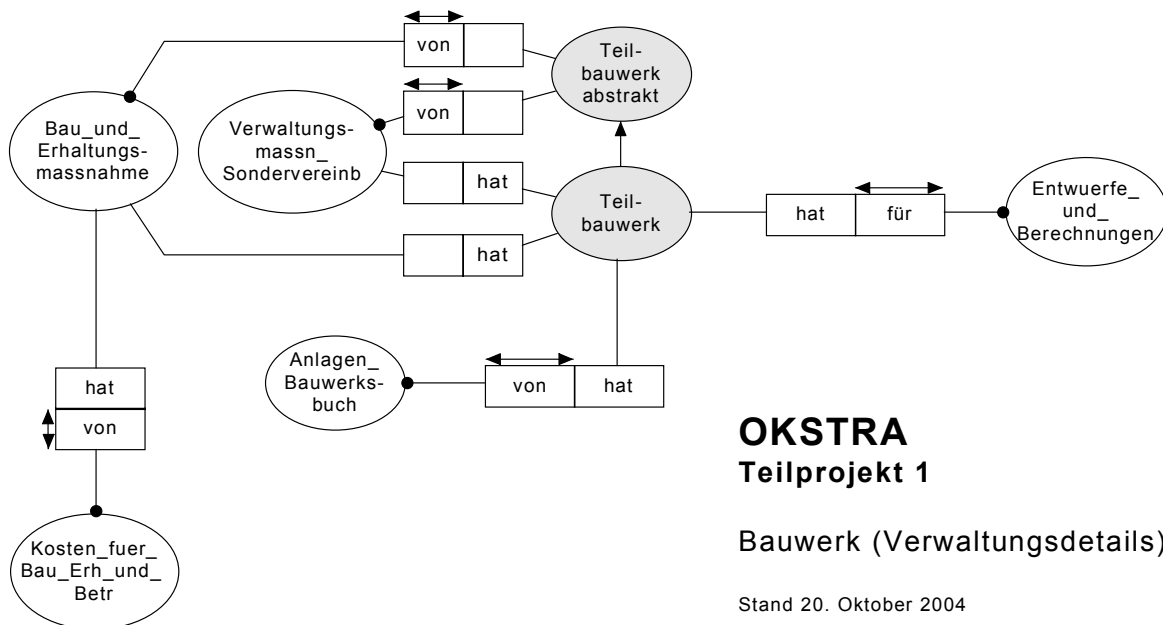 von
Teil-
bauwerk
abstrakt
von
Bau_und_
Erhaltungs-
massnahme
Verwaltungs-
massn_
Sondervereinb
hat
Teil-
bauwerk
hat
für
Entwuerfe_
und_
Berechnungen
hat
Anlagen_
Bauwerks-
buch
von
hat
hat
von
OKSTRA
Teilprojekt 1
Bauwerk (Verwaltungsdetails)
Kosten_fuer_
Bau_Erh_und_
Betr
Stand 20. Oktober 2004